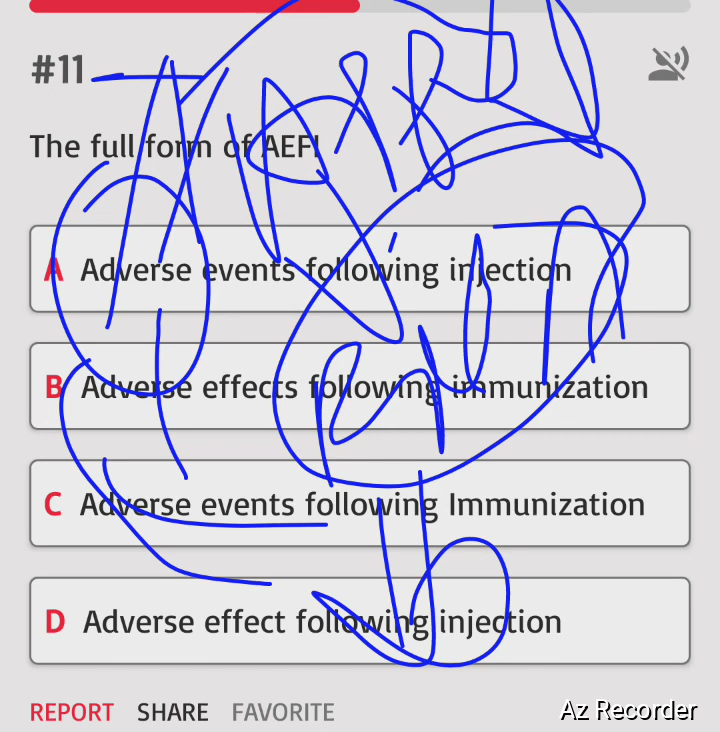 #11
The full form of AEFI
A Adverse events following injection
B Adverse effects following immunization
C Adverse events following Immunization
D Adverse effect following injection
REPORT SHARE FAVORITE
Az Recorder